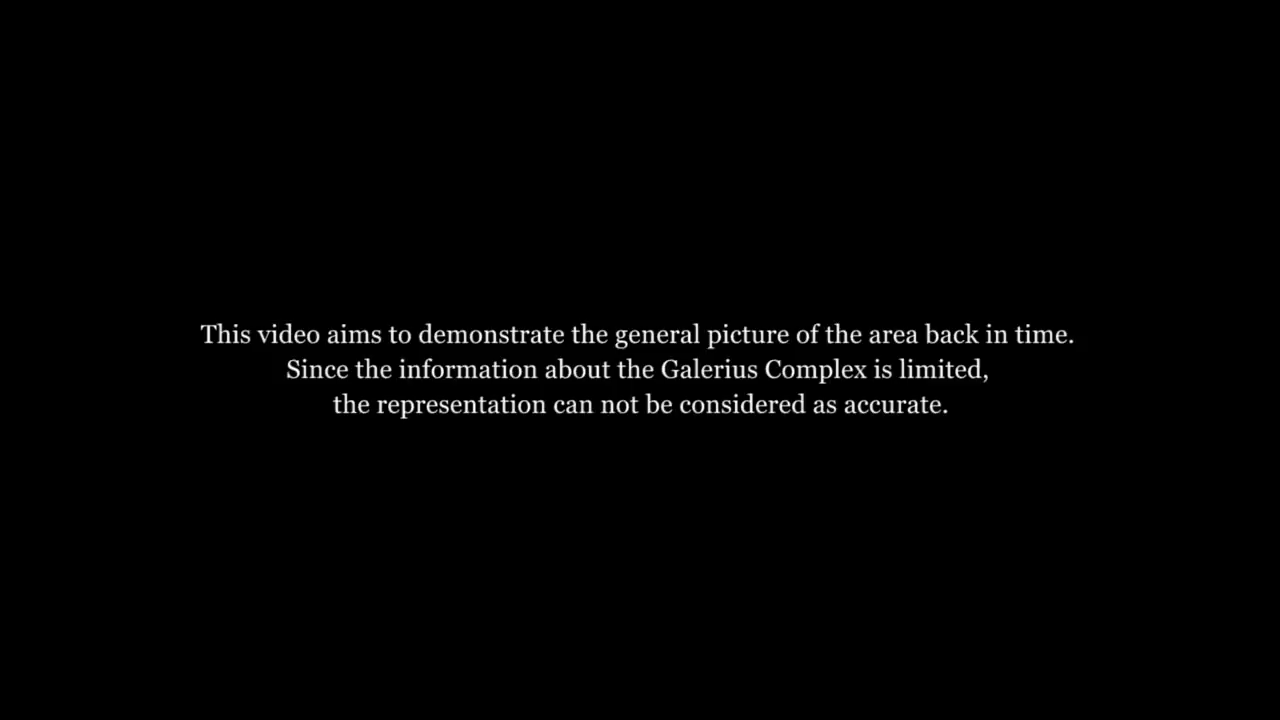 This video aims to demonstrate the general picture of the area back in time.
Since the information about the Galerius Complex is limited,
the representation can not be considered as accurate.